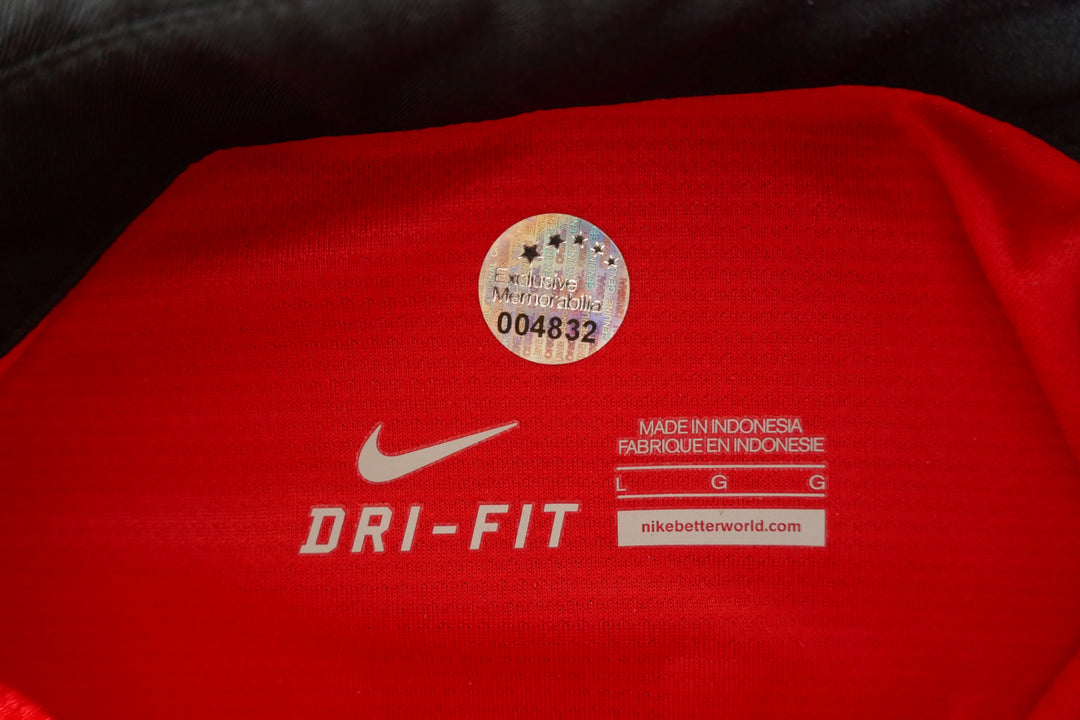 Exclusive
Memorabilia
004832
MADE IN INDONESIA
FABRIQUE EN INDONESIE
L G G
DRI-FIT
nikebetterworld.com